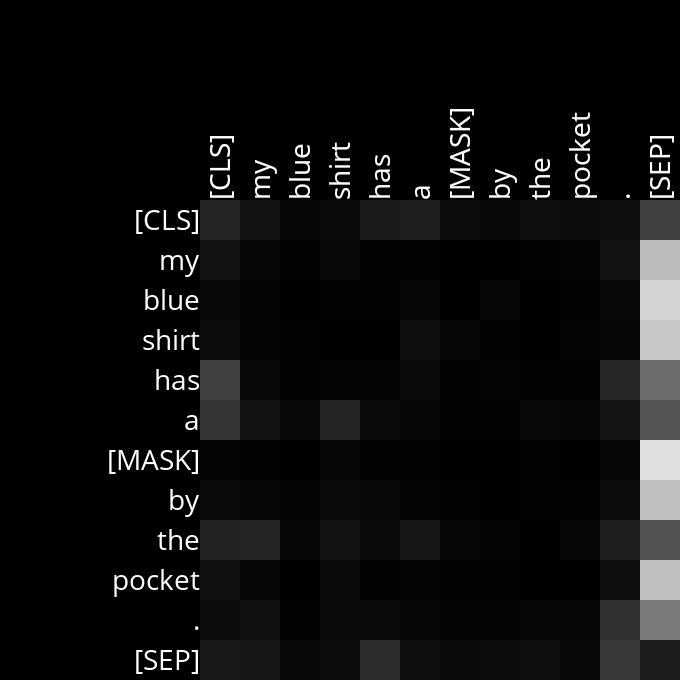 [CLS] my blue shirt has a [MASK] by the pocket . [SEP]
[CLS]
my
blue
shirt
has
a
[MASK]
by
the
pocket
.
[SEP]